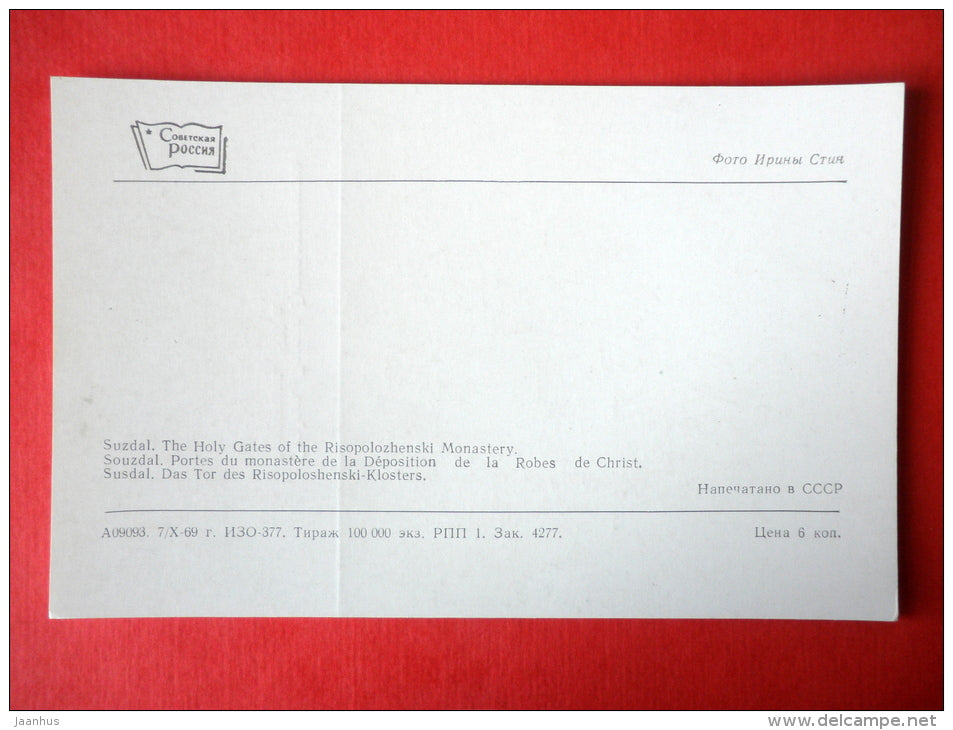 Советская
Россия
Фото Ирины Стин
Suzdal. The Holy Gates of the Risopolozhenski Monastery.
Souzdal. Portes du monastère de la Déposition de la Robes de Christ.
Susdal. Das Tor des Risopoloshenski-Klosters.
Напечатано в СССР
А09093. 7/X-69 г. ИЗО-377. Тираж 100 000 экз. РПП 1. Зак. 4277. Цена 6 коп.
Jaanhus
www.delcampe.net